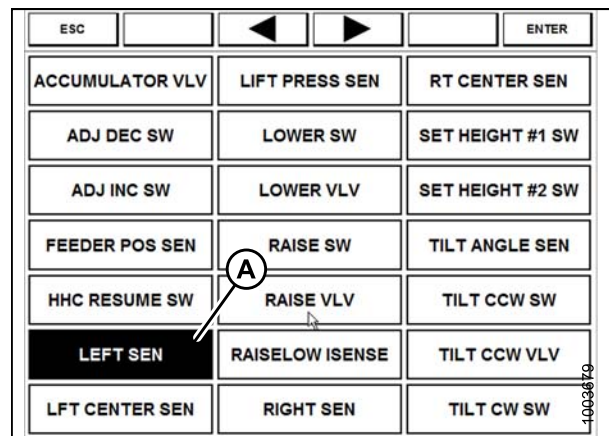 ESC ENTER
ACCUMULATOR VLV LIFT PRESS SEN RT CENTER SEN
ADJ DEC SW LOWER SW SET HEIGHT #1 SW
ADJ INC SW LOWER VLV SET HEIGHT #2 SW
FEEDER POS SEN RAISE SW TILT ANGLE SEN
A
HHC RESUME SW RAISE VLV TILT CCW SW
LEFT SEN RAISELOW ISENSE TILT CCW VLV
LFT CENTER SEN RIGHT SEN TILT CW SW
1003679